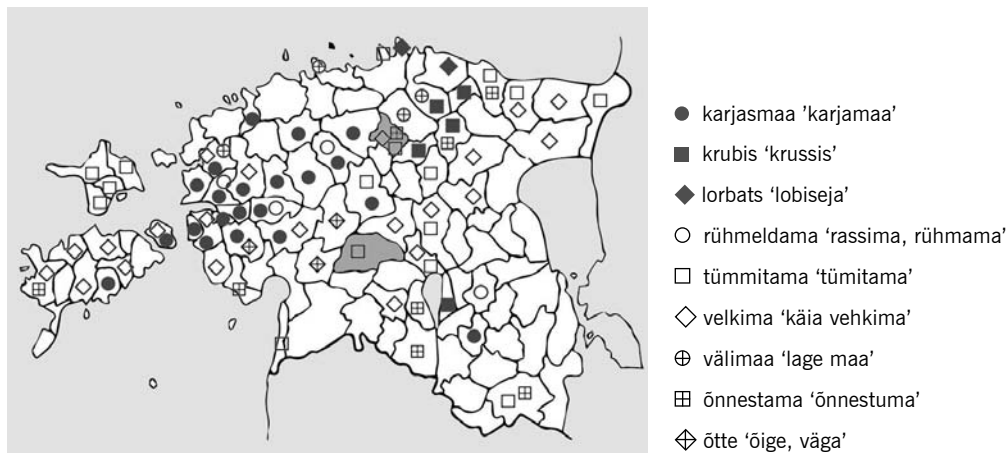 karjasmaa 'karjamaa'
krubis 'krussis'
lorbats 'lobiseja'
rühmeldama 'rassima, rühmama'
tümmitama 'tümitama'
velkima 'käia vehkima'
välimaa 'lage maa'
õnnestama 'õnnestuma'
õtte 'õige, väga'